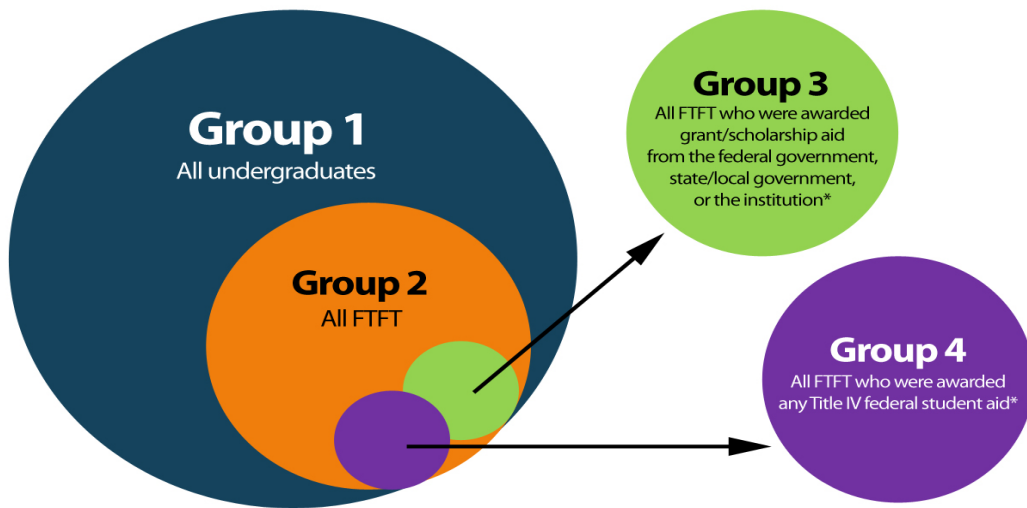 Group 1
All undergraduates
Group 2
All FTFT
Group 3
All FTFT who were awarded
grant/scholarship aid
from the federal government,
state/local government,
or the institution*
Group 4
All FTFT who were awarded
any Title IV federal student aid*